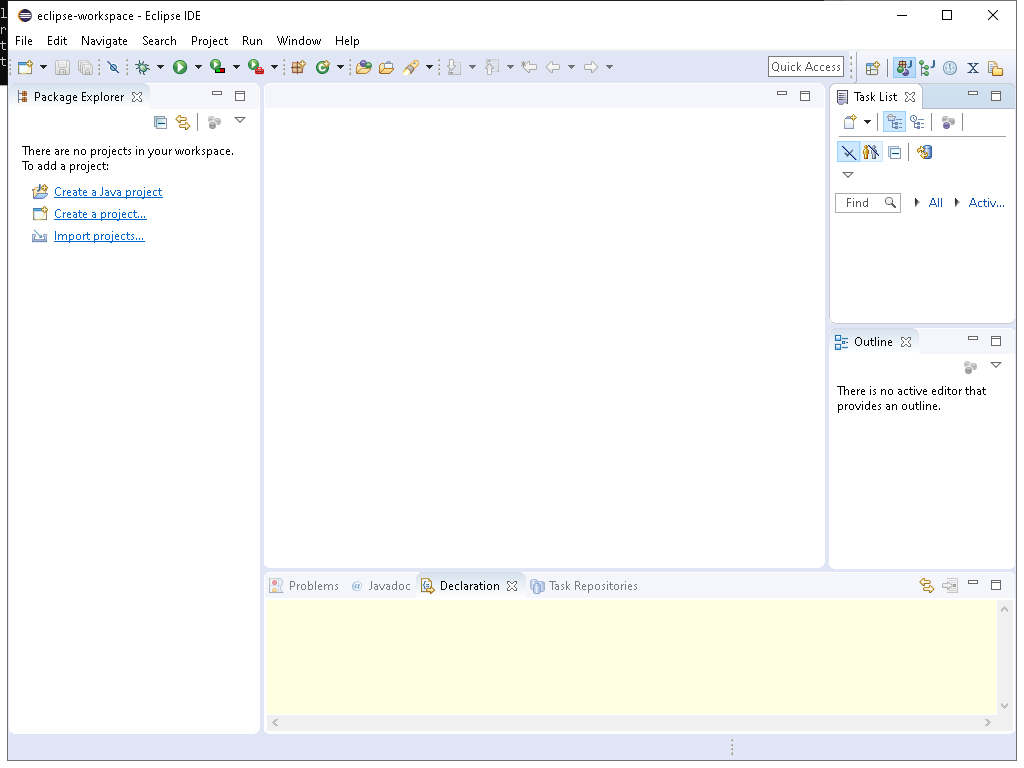 eclipse-workspace - Eclipse IDE
File Edit Navigate Search Project Run Window Help
Quick Access
Package Explorer
There are no projects in your workspace.
To add a project:
Create a Java project
Create a project...
Import projects...
Task List
Find All Activ...
Outline
There is no active editor that
provides an outline.
Problems @ Javadoc Declaration Task Repositories